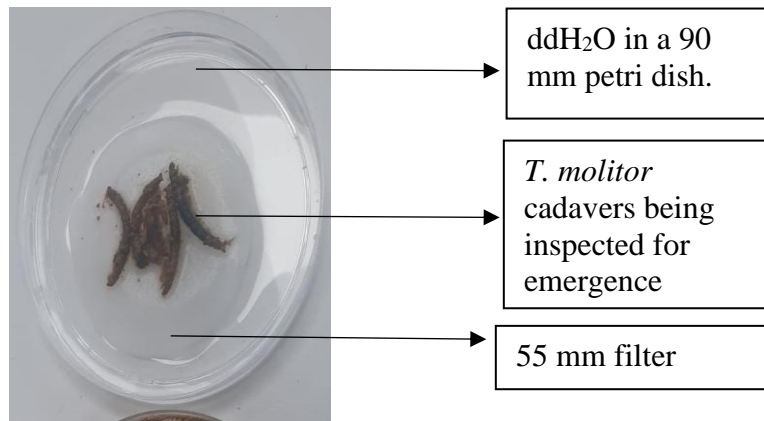 ddH₂O in a 90
mm petri dish.
T. molitor
cadavers being
inspected for
emergence
55 mm filter